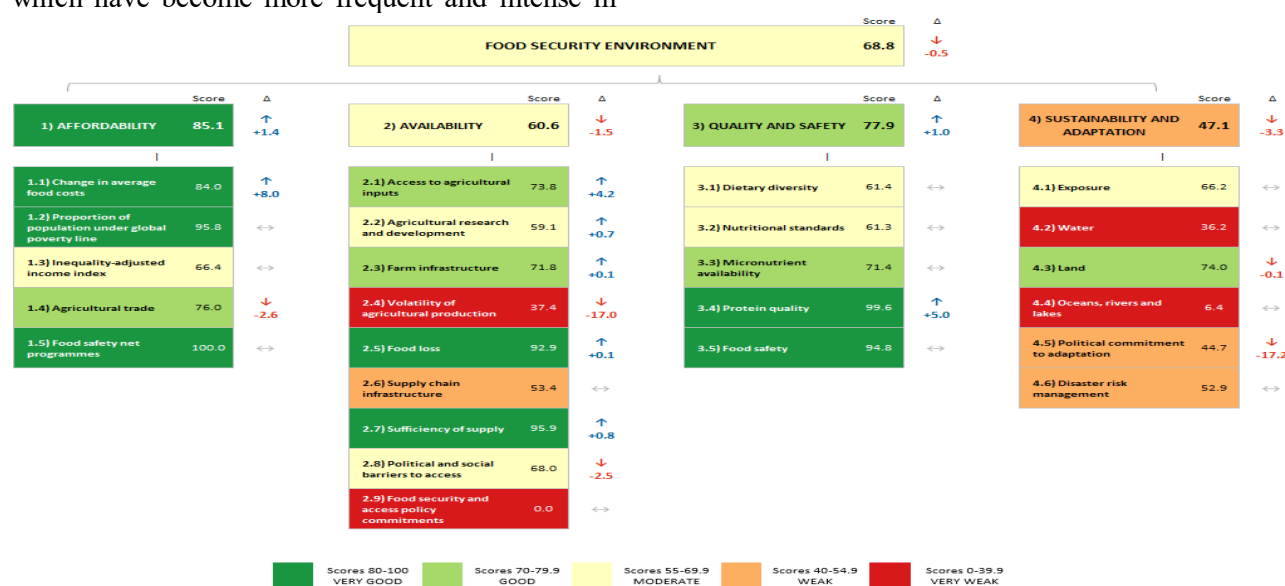 which have become more frequent and intense in
Score Δ
FOOD SECURITY ENVIRONMENT 68.8 ↓
-0.5
Score Δ
1) AFFORDABILITY 85.1 ↑
+1.4
1.1) Change in average
food costs 84.0 ↑
+8.0
1.2) Proportion of
population under global
poverty line 95.8 ↔
1.3) Inequality-adjusted
income index 66.4 ↔
1.4) Agricultural trade 76.0 ↓
-2.6
1.5) Food safety net
programmes 100.0 ↔
Score Δ
2) AVAILABILITY 60.6 ↓
-1.5
2.1) Access to agricultural
inputs 73.8 ↑
+4.2
2.2) Agricultural research
and development 59.1 ↑
+0.7
2.3) Farm infrastructure 71.8 ↑
+0.1
2.4) Volatility of
agricultural production 37.4 ↓
-17.0
2.5) Food loss 92.9 ↑
+0.1
2.6) Supply chain
infrastructure 53.4 ↔
2.7) Sufficiency of supply 95.9 ↑
+0.8
2.8) Political and social
barriers to access 68.0 ↓
-2.5
2.9) Food security and
access policy
commitments 0.0 ↔
Score Δ
3) QUALITY AND SAFETY 77.9 ↑
+1.0
3.1) Dietary diversity 61.4 ↔
3.2) Nutritional standards 61.3 ↔
3.3) Micronutrient
availability 71.4 ↔
3.4) Protein quality 99.6 ↑
+5.0
3.5) Food safety 94.8 ↔
Score Δ
4) SUSTAINABILITY AND
ADAPTATION 47.1 ↓
-3.3
4.1) Exposure 66.2 ↔
4.2) Water 36.2 ↔
4.3) Land 74.0 ↓
-0.1
4.4) Oceans, rivers and
lakes 6.4 ↔
4.5) Political commitment
to adaptation 44.7 ↓
-17.2
4.6) Disaster risk
management 52.9 ↔
Scores 80-100
VERY GOOD
Scores 70-79.9
GOOD
Scores 55-69.9
MODERATE
Scores 40-54.9
WEAK
Scores 0-39.9
VERY WEAK